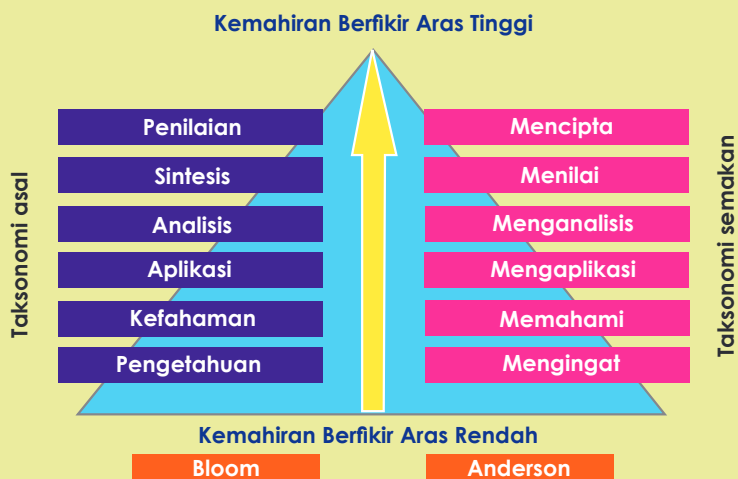 Kemahiran Berfikir Aras Tinggi
Taksonomi asal
Penilaian
Sintesis
Analisis
Aplikasi
Kefahaman
Pengetahuan
Mencipta
Menilai
Menganalisis
Mengaplikasi
Memahami
Mengingat
Taksonomi semakan
Kemahiran Berfikir Aras Rendah
Bloom
Anderson